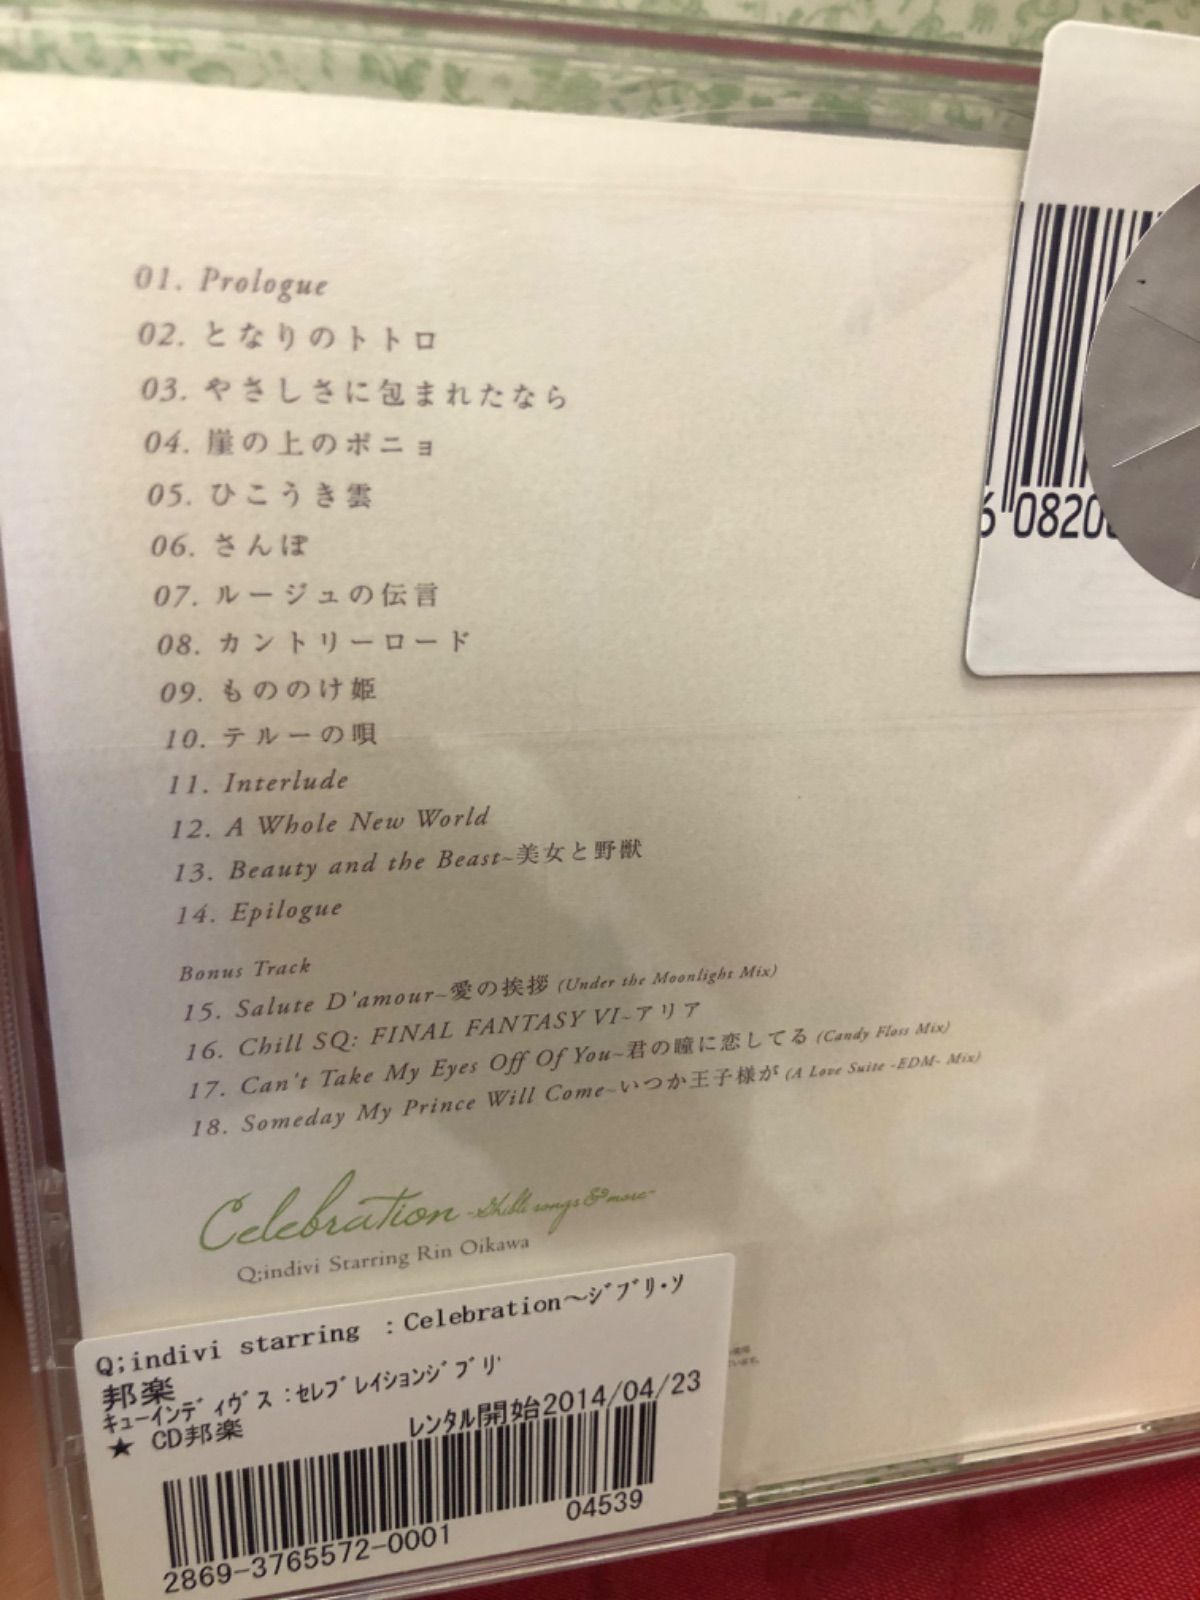 01. Prologue
02. となりのトトロ
03. やさしさに包まれたなら
04. 崖の上のポニョ
05. ひこうき雲
06. さんぽ
07. ルージュの伝言
08. カントリーロード
09. もののけ姫
10. テルーの唄
11. Interlude
12. A Whole New World
13. Beauty and the Beast~美女と野獣
14. Epilogue
Bonus Track
15. Salute D'amour~愛の挨拶 (Under the Moonlight Mix)
16. Chill SQ: FINAL FANTASY VI~アリア
17. Can't Take My Eyes Off Of You~君の瞳に恋してる (Candy Floss Mix)
18. Someday My Prince Will Come~いつか王子様が (A Love Suite -EDM- Mix)
Celebration -Ghibli songs & more-
Q;indivi Starring Rin Oikawa
Q;indivi starring :Celebration〜ジブリ・ソ
邦楽
キューインディヴス:セレブレイションジブリ
★ CD邦楽
レンタル開始2014/04/23
04539
2869-3765572-0001
6 0820